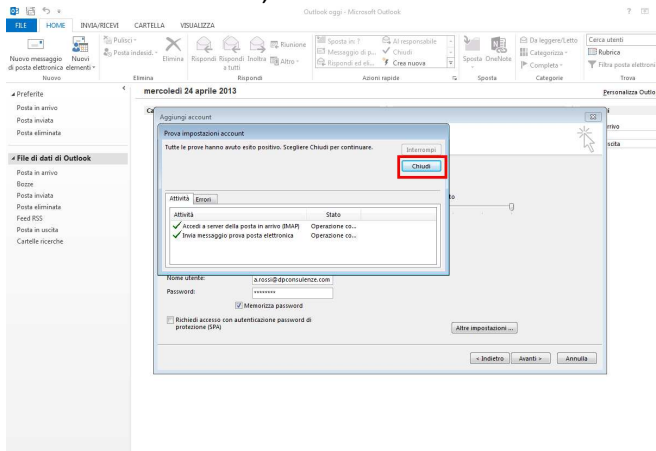 Outlook oggi - Microsoft Outlook
FILE HOME INVIA/RICEVI CARTELLA VISUALIZZA
Nuovo messaggio di posta elettronica
Nuovi elementi
Pulisci
Posta indesid.
Elimina
Rispondi
Rispondi a tutti
Inoltra
Riunione
Altro
Sposta in ?
Messaggio di p...
Rispondi ed eli...
Al responsabile
Chiudi
Crea nuova
Sposta
OneNote
Da leggere/Letto
Categorizza
Completa
Cerca utenti
Rubrica
Filtra posta elettroni
Nuovo Elimina Rispondi Azioni rapide Sposta Categorie Trova
Preferite
Posta in arrivo
Posta inviata
Posta eliminata
File di dati di Outlook
Posta in arrivo
Bozze
Posta inviata
Posta eliminata
Feed RSS
Posta in uscita
Cartelle ricerche
mercoledì 24 aprile 2013
Personalizza Outlo
Ca
Aggiungi account
Prova impostazioni account
Tutte le prove hanno avuto esito positivo. Scegliere Chiudi per continuare.
Interrompi
Chiudi
Attività Errori
Attività Stato
Accedi a server della posta in arrivo (IMAP) Operazione co...
Invia messaggio prova posta elettronica Operazione co...
to
rrivo
scita
Nome utente: a.rossi@dpconsulenze.com
Password: ********
Memorizza password
Richiedi accesso con autenticazione password di
protezione (SPA)
Altre impostazioni ...
< Indietro Avanti > Annulla